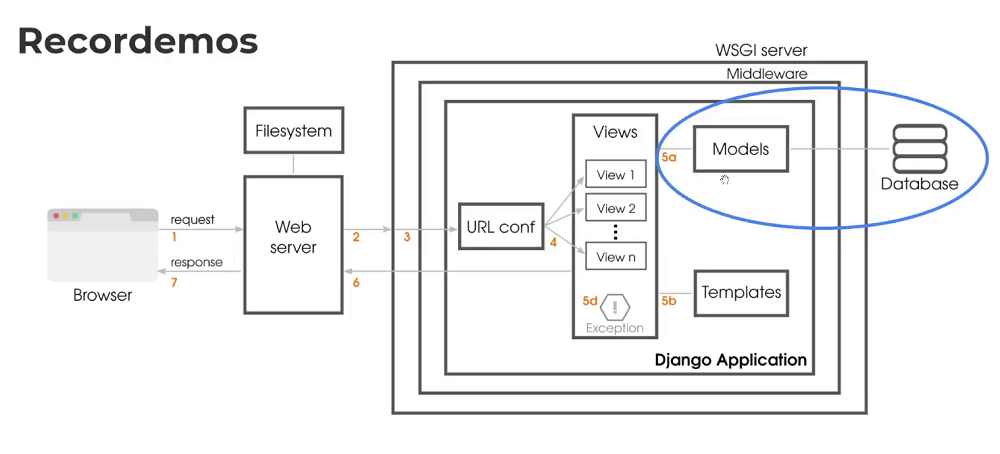 Recordemos
WSGI server
Middleware
Filesystem
Views
Models
5a
View 1
Database
request
Web
server
URL conf
View 2
1
2
3
4
response
View n
7
6
Browser
5d
5b
Templates
Exception
Django Application